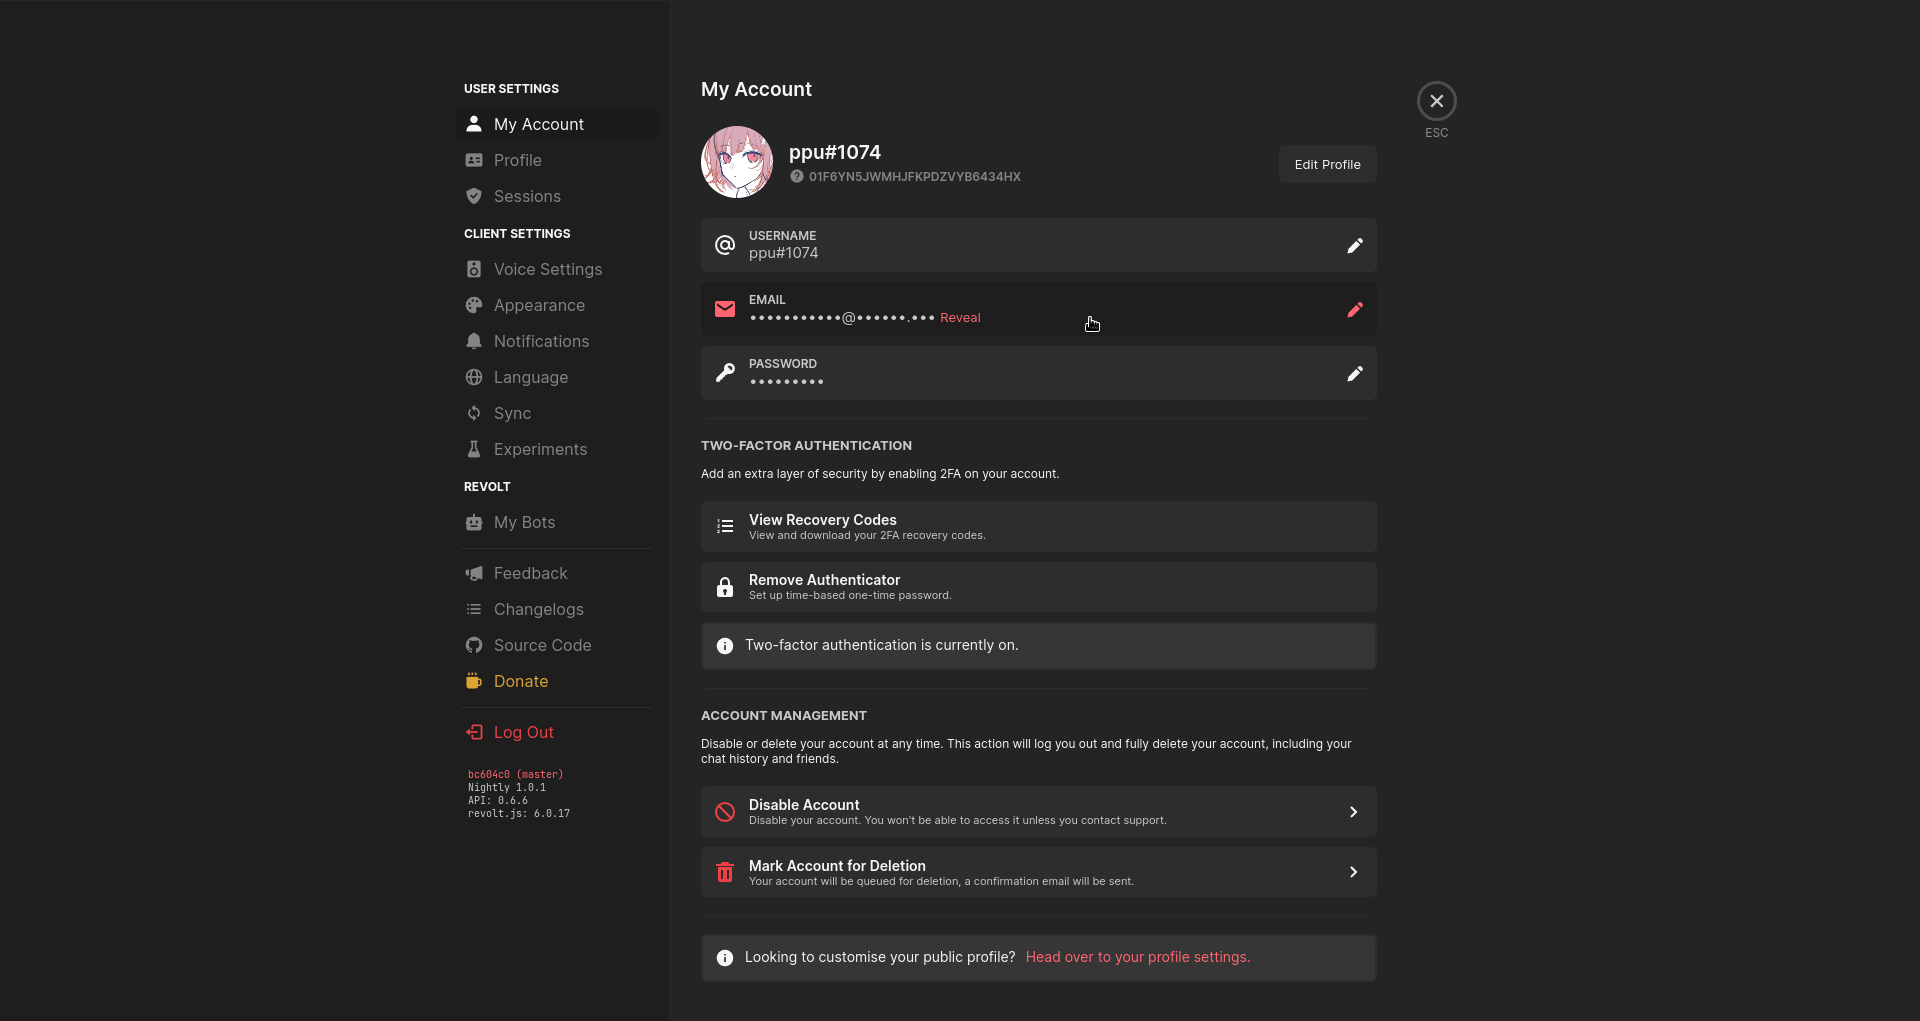 USER SETTINGS
My Account
Profile
Sessions
CLIENT SETTINGS
Voice Settings
Appearance
Notifications
Language
Sync
Experiments
REVOLT
My Bots
Feedback
Changelogs
Source Code
Donate
Log Out
bc604c0 (master)
Nightly 1.0.1
API: 0.6.6
revolt.js: 6.0.17
My Account
ppu#1074
01F6YN5JWMHJFKPDZVYB6434HX
Edit Profile
ESC
USERNAME
ppu#1074
EMAIL
•••••••••••@••••••.••• Reveal
PASSWORD
•••••••••
TWO-FACTOR AUTHENTICATION
Add an extra layer of security by enabling 2FA on your account.
View Recovery Codes
View and download your 2FA recovery codes.
Remove Authenticator
Set up time-based one-time password.
Two-factor authentication is currently on.
ACCOUNT MANAGEMENT
Disable or delete your account at any time. This action will log you out and fully delete your account, including your
chat history and friends.
Disable Account
Disable your account. You won't be able to access it unless you contact support.
Mark Account for Deletion
Your account will be queued for deletion, a confirmation email will be sent.
Looking to customise your public profile? Head over to your profile settings.